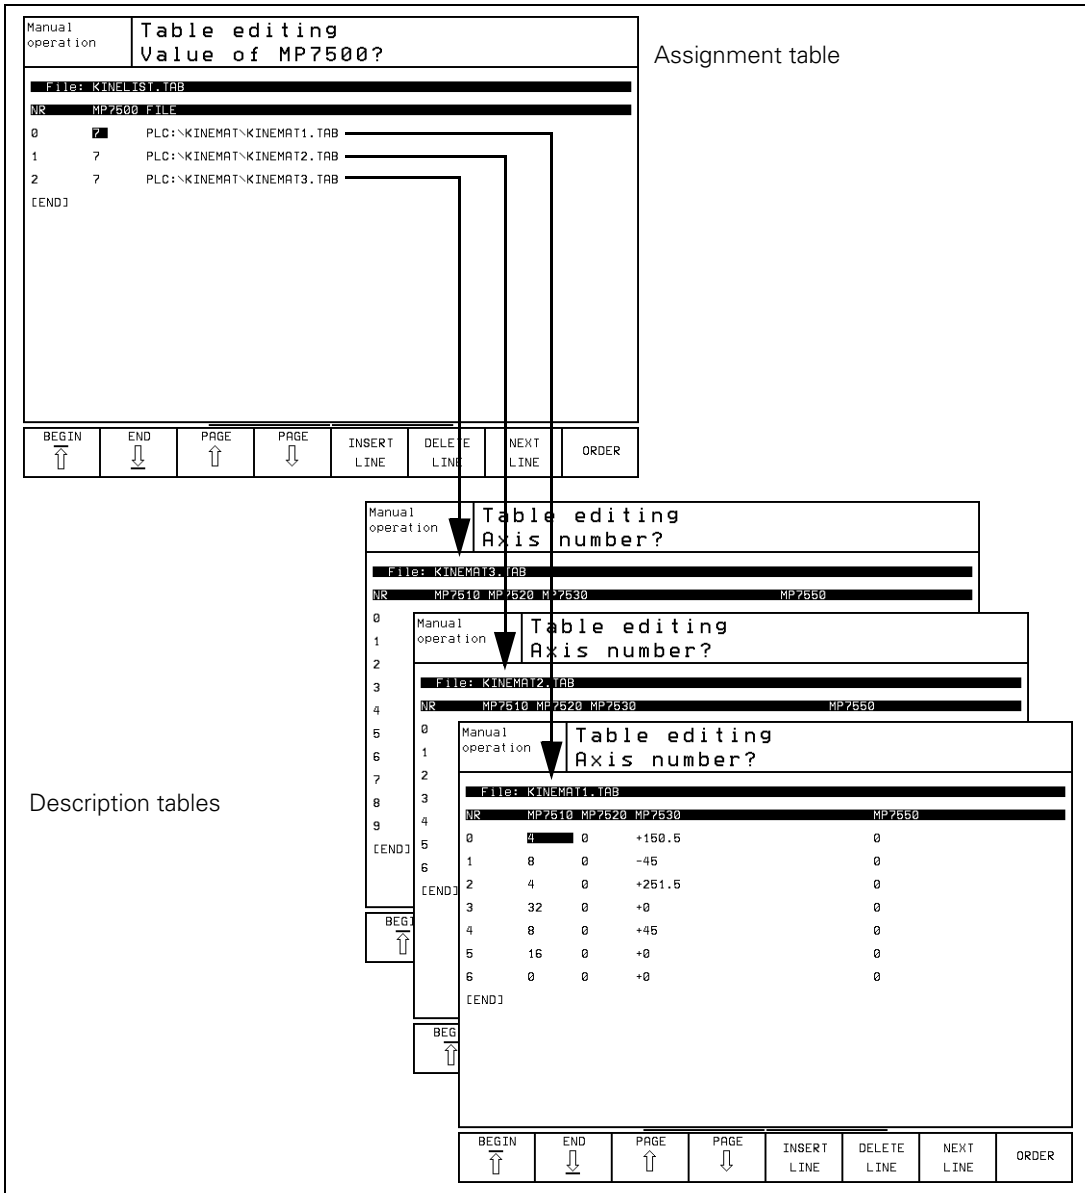 Manual
operation
Table editing
Value of MP7500?
Assignment table
File: KINELIST.TAB
NR MP7500 FILE
0 7 PLC:\KINEMAT\KINEMAT1.TAB
1 7 PLC:\KINEMAT\KINEMAT2.TAB
2 7 PLC:\KINEMAT\KINEMAT3.TAB
[END]
BEGIN END PAGE PAGE INSERT LINE DELETE LINE NEXT LINE ORDER
Manual
operation
Table editing
Axis number?
File: KINEMAT3.TAB
NR MP7510 MP7520 MP7530 MP7550
0
1
2
3
4
5
6
7
8
9
[END]
Manual
operation
Table editing
Axis number?
File: KINEMAT2.TAB
NR MP7510 MP7520 MP7530 MP7550
0
1
2
3
4
5
6
[END]
Manual
operation
Table editing
Axis number?
File: KINEMAT1.TAB
NR MP7510 MP7520 MP7530 MP7550
0 4 0 +150.5 0
1 8 0 -45 0
2 4 0 +251.5 0
3 32 0 +0 0
4 8 0 +45 0
5 16 0 +0 0
6 0 0 +0 0
[END]
Description tables
BEG
BEG
BEGIN END PAGE PAGE INSERT LINE DELETE LINE NEXT LINE ORDER